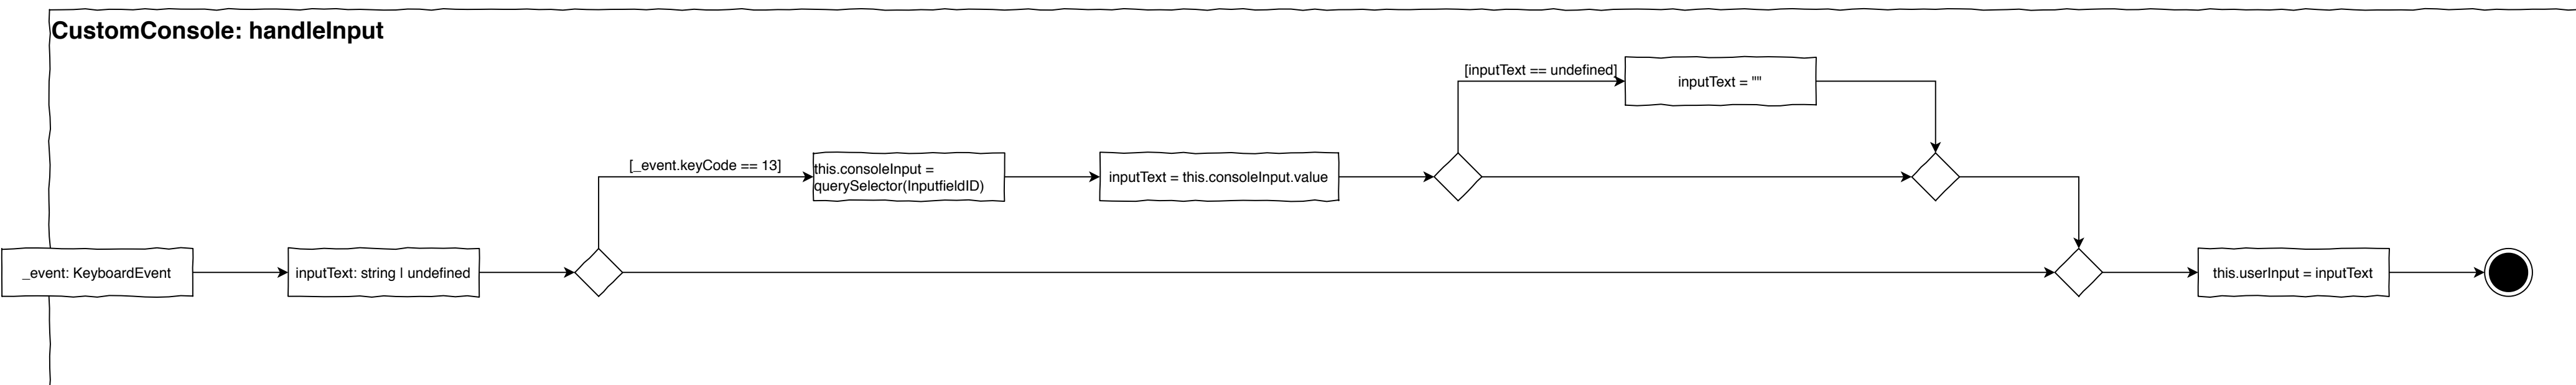 CustomConsole: handleInput
[inputText == undefined]
inputText = ""
[_event.keyCode == 13]
this.consoleInput =
querySelector(InputfieldID)
inputText = this.consoleInput.value
_event: KeyboardEvent
inputText: string | undefined
this.userInput = inputText